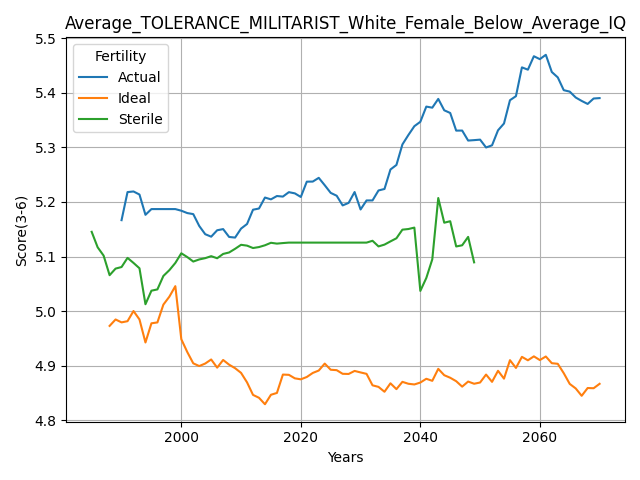 Average_TOLERANCE_MILITARIST_White_Female_Below_Average_IQ
Fertility
Actual
Ideal
Sterile
Score(3-6)
5.5
5.4
5.3
5.2
5.1
5.0
4.9
4.8
2000 2020 2040 2060
Years